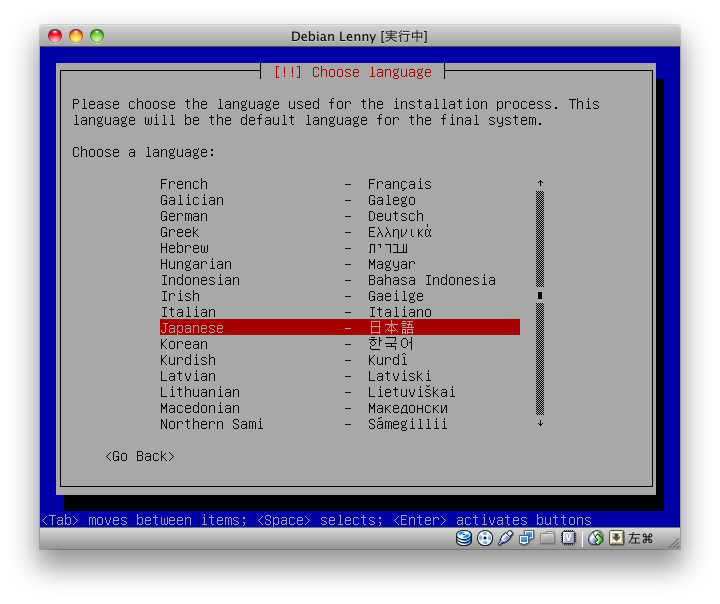 Debian Lenny [実行中]
[!!] Choose language
Please choose the language used for the installation process. This
language will be the default language for the final system.
Choose a language:
French - Français
Galician - Galego
German - Deutsch
Greek - Ελληνικά
Hebrew - עברית
Hungarian - Magyar
Indonesian - Bahasa Indonesia
Irish - Gaeilge
Italian - Italiano
Japanese - 日本語
Korean - 한국어
Kurdish - Kurdî
Latvian - Latviski
Lithuanian - Lietuviškai
Macedonian - Македонски
Northern Sami - Sámegillii
<Go Back>
<Tab> moves between items; <Space> selects; <Enter> activates buttons
左⌘